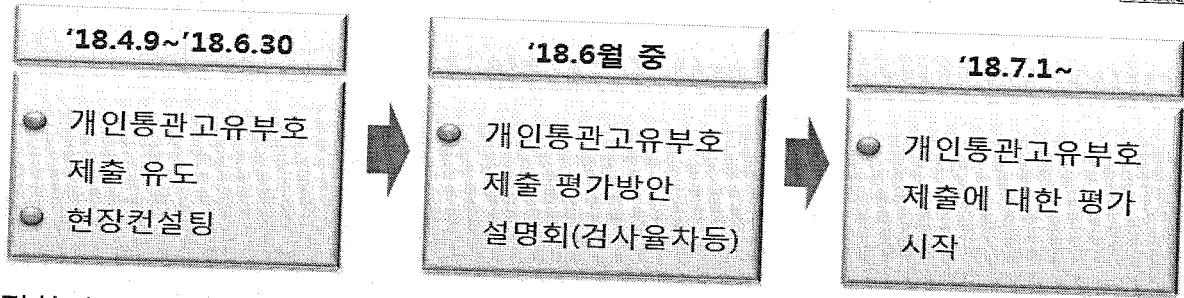 '18.4.9~'18.6.30
개인통관고유부호
제출 유도
현장컨설팅
'18.6월 중
개인통관고유부호
제출 평가방안
설명회(검사율차등)
'18.7.1~
개인통관고유부호
제출에 대한 평가
시작